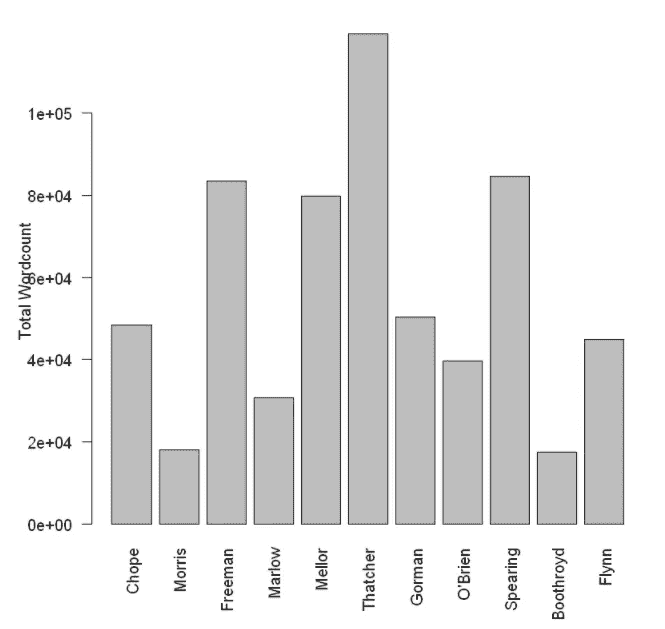 Total Wordcount
1e+05
8e+04
6e+04
4e+04
2e+04
0e+00
Chope
Morris
Freeman
Marlow
Mellor
Thatcher
Gorman
O'Brien
Spearing
Boothroyd
Flynn